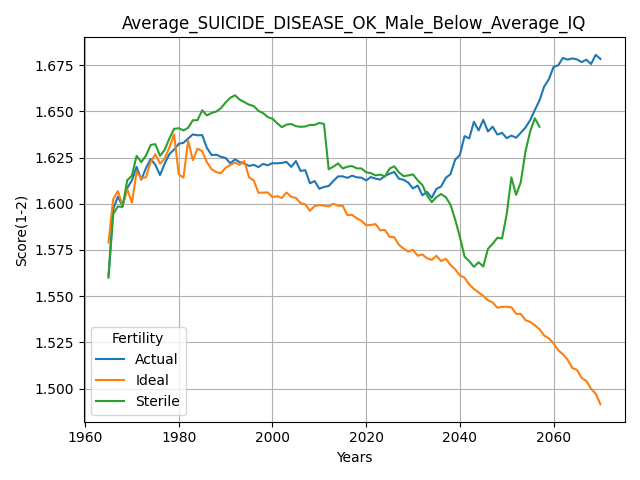 Average_SUICIDE_DISEASE_OK_Male_Below_Average_IQ
Score(1-2)
1.675
1.650
1.625
1.600
1.575
1.550
1.525
1.500
Fertility
Actual
Ideal
Sterile
1960
1980
2000
2020
2040
2060
Years